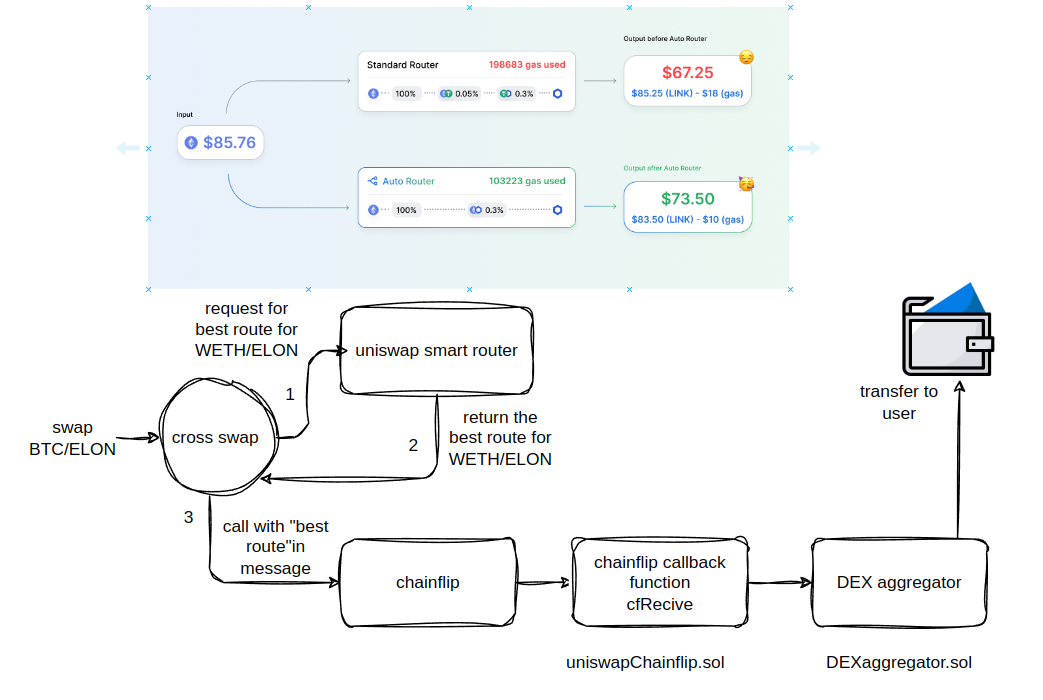 Output before Auto Router
Standard Router
198683 gas used
$67.25
$85.25 (LINK) - $18 (gas)
100%
0.05%
0.3%
Input
$85.76
Output after Auto Router
Auto Router
103223 gas used
$73.50
$83.50 (LINK) - $10 (gas)
100%
0.3%
request for
best route for
WETH/ELON
uniswap smart router
1
transfer to
user
swap
BTC/ELON
cross swap
2
return the
best route for
WETH/ELON
3
call with "best
route"in
message
chainflip
chainflip callback
function
cfRecive
DEX aggregator
uniswapChainflip.sol
DEXaggregator.sol